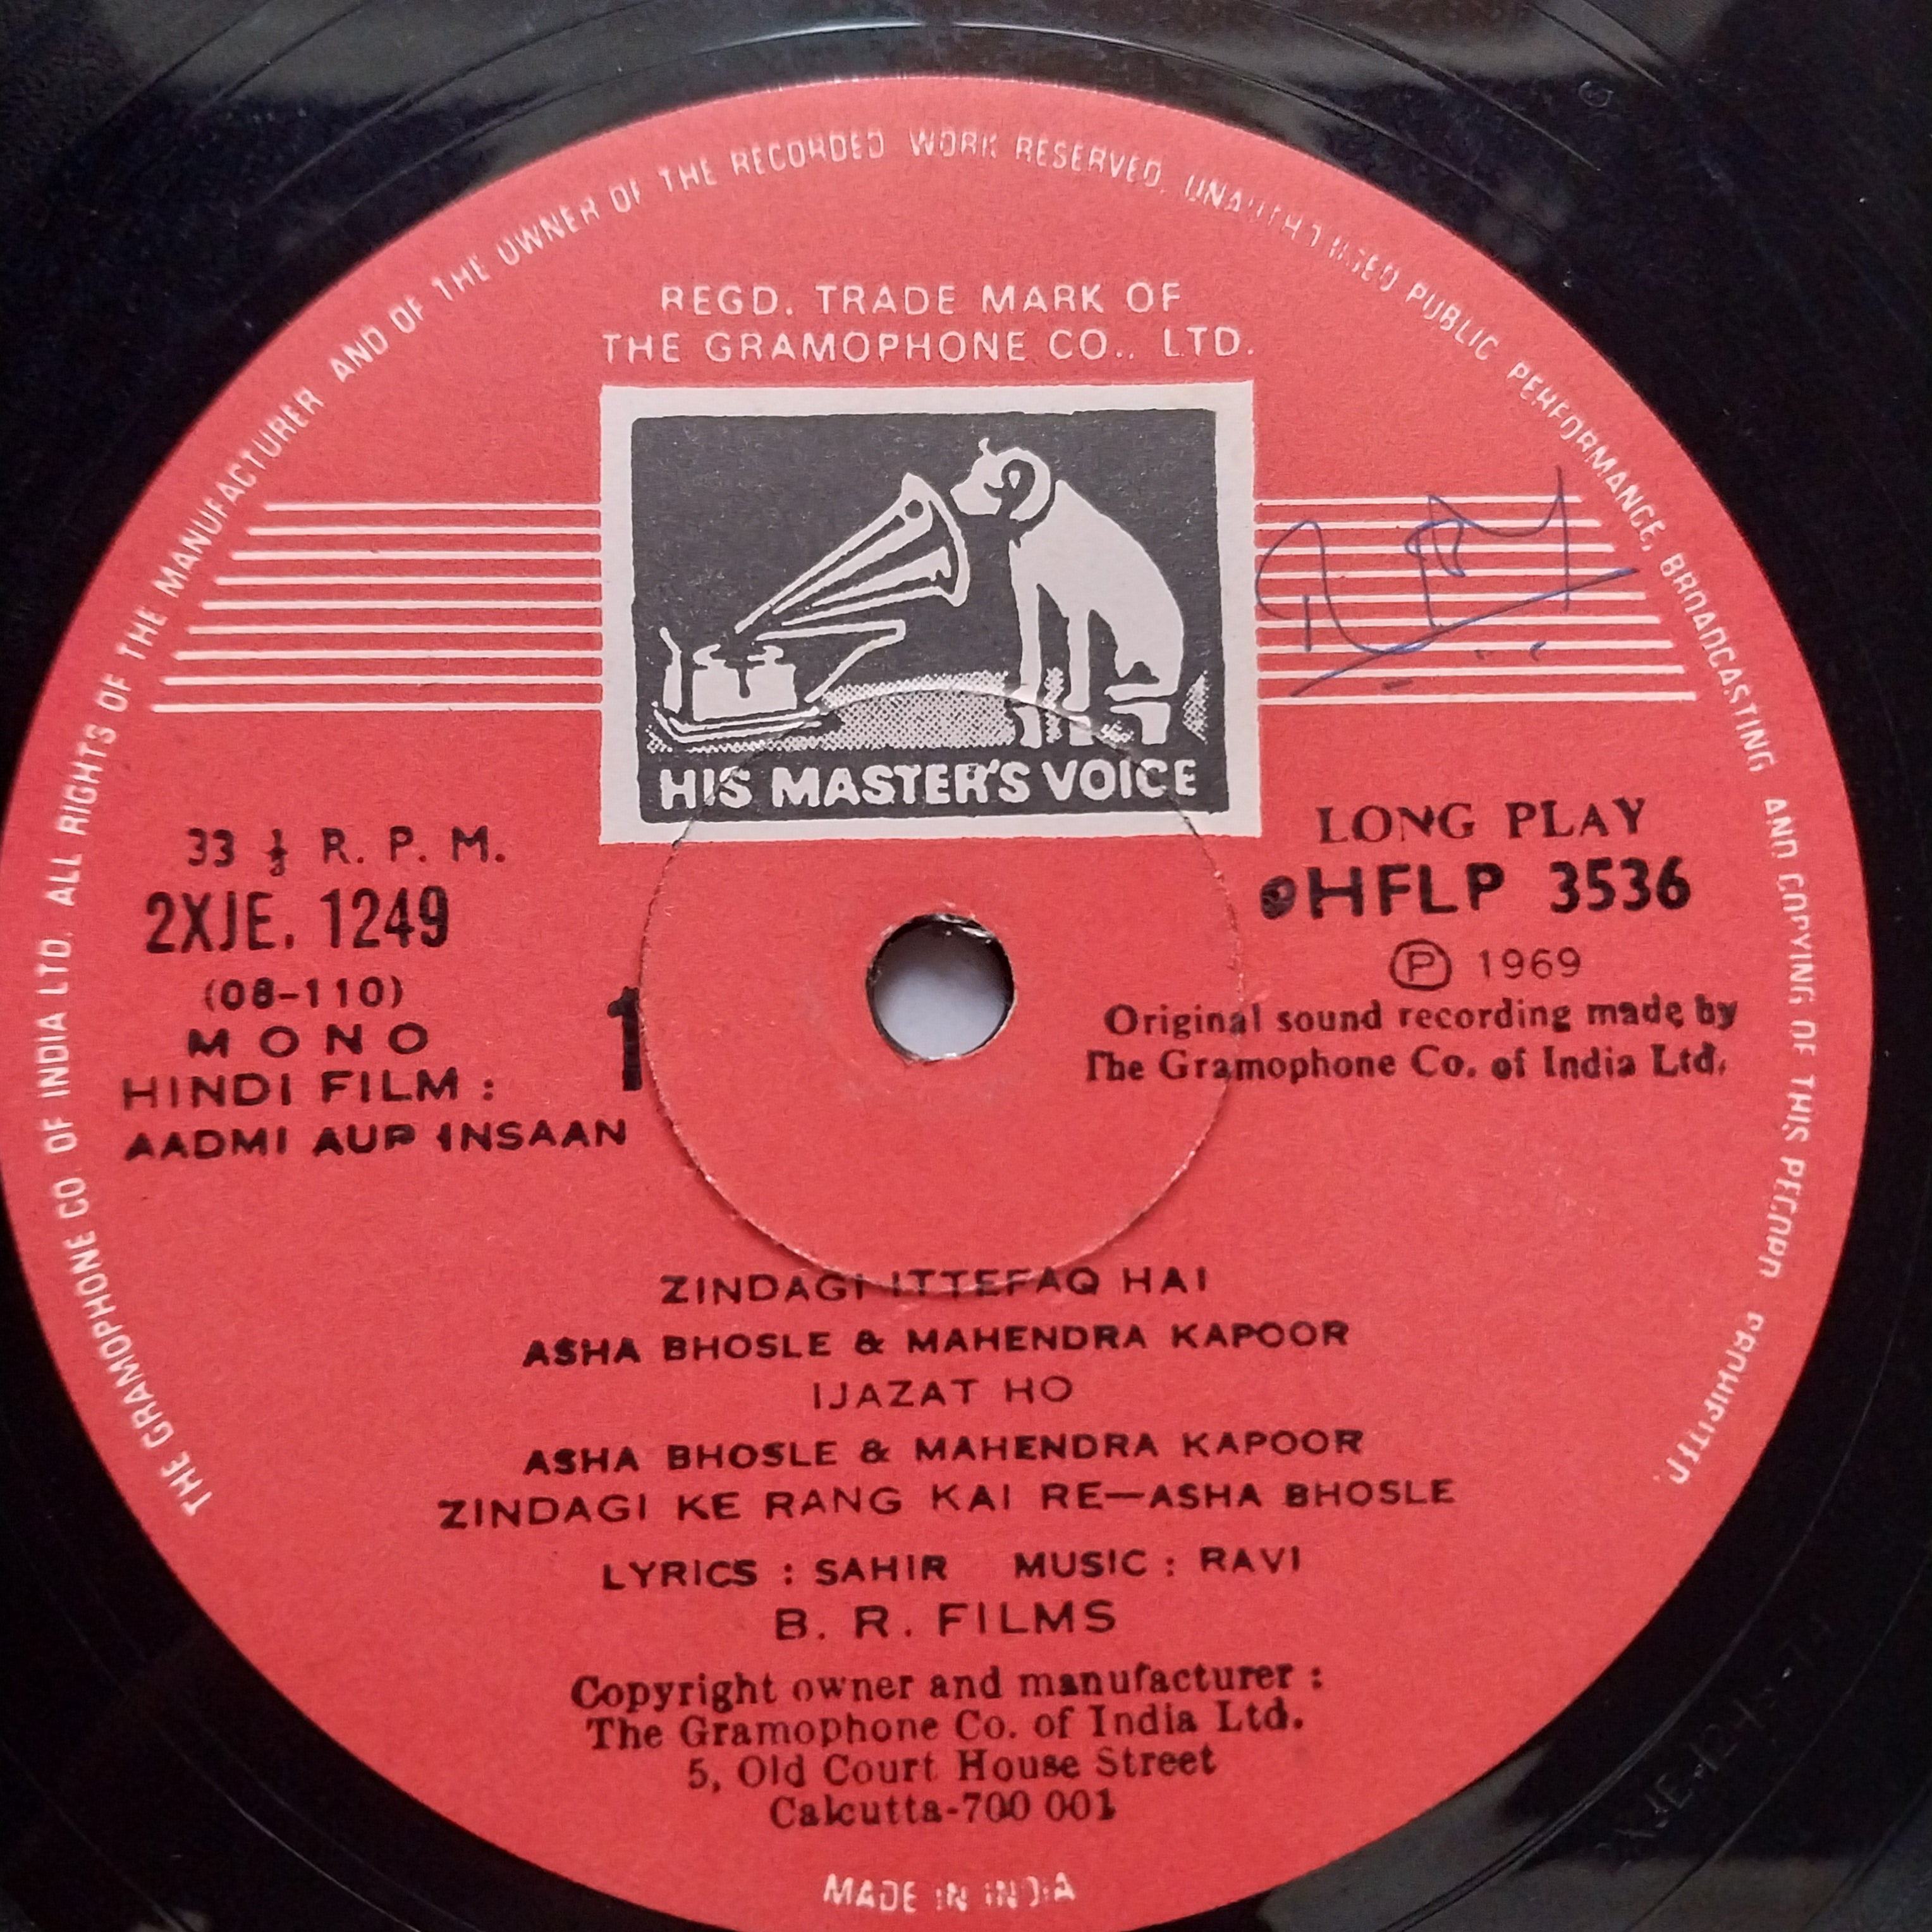 THE GRAMOPHONE CO. OF INDIA LTD. ALL RIGHTS OF THE MANUFACTURER AND OF THE OWNER OF THE RECORDED WORK RESERVED. UNAUTHORISED PUBLIC PERFORMANCE, BROADCASTING AND COPYING OF THIS RECORD PROHIBITED.
REGD. TRADE MARK OF
THE GRAMOPHONE CO., LTD.
HIS MASTER'S VOICE
33 ⅓ R. P. M.
2XJE. 1249
(08-110)
MONO
HINDI FILM :
AADMI AUR INSAAN
1
LONG PLAY
HFLP 3536
Ⓟ 1969
Original sound recording made by
The Gramophone Co. of India Ltd.
ZINDAGI ITTEFAQ HAI
ASHA BHOSLE & MAHENDRA KAPOOR
IJAZAT HO
ASHA BHOSLE & MAHENDRA KAPOOR
ZINDAGI KE RANG KAI RE—ASHA BHOSLE
LYRICS : SAHIR MUSIC : RAVI
B. R. FILMS
Copyright owner and manufacturer :
The Gramophone Co. of India Ltd.
5, Old Court House Street
Calcutta-700 001
MADE IN INDIA